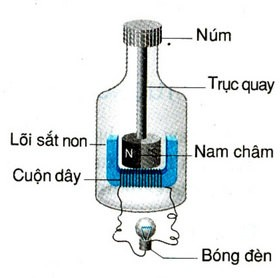 Núm
Trục quay
Lõi sắt non
N
Nam châm
Cuộn dây
Bóng đèn